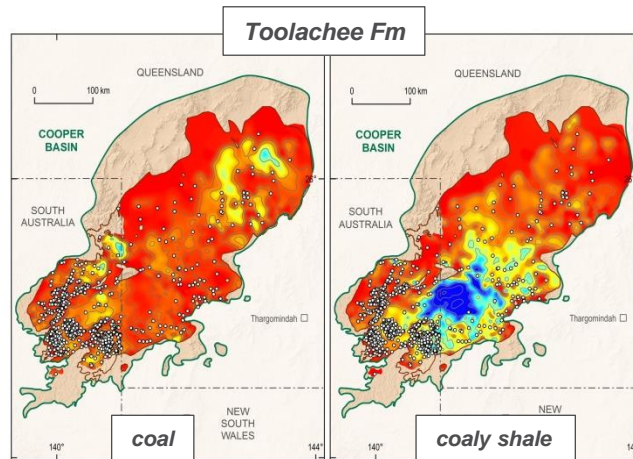 Toolachee Fm
QUEENSLAND
0 100 km
COOPER
BASIN
SOUTH
AUSTRALIA
Thargomindah
NEW
SOUTH
WALES
coal
140°
144°
QUEENSLAND
0 100 km
COOPER
BASIN
26°
SOUTH
AUSTRALIA
Thargomindah
NEW
coaly shale
140°